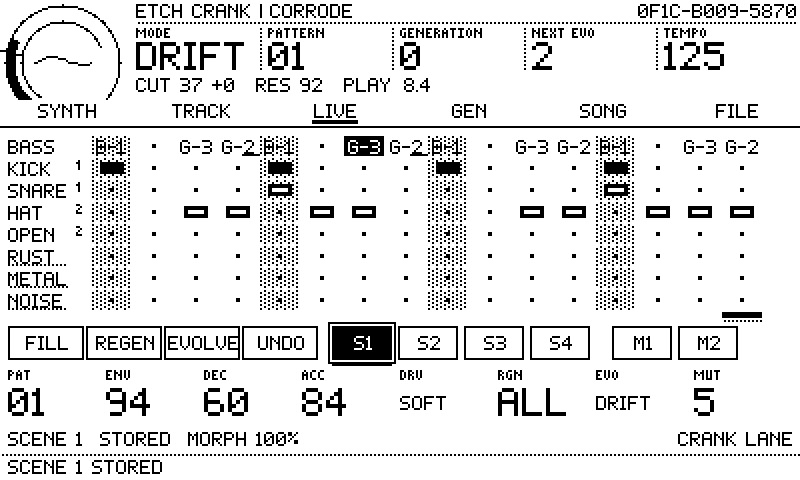 ETCH CRANK | CORRODE 0F1C-B009-5870
MODE PATTERN GENERATION NEXT EVO TEMPO
DRIFT 01 0 2 125
CUT 37 +0 RES 92 PLAY 8.4
SYNTH TRACK LIVE GEN SONG FILE
BASS G-3 G-2 G-3 G-2 G-3 G-2 G-3 G-2
KICK 1
SNARE 1
HAT 2
OPEN 2
RUST
METAL
NOISE
FILL REGEN EVOLVE UNDO S1 S2 S3 S4 M1 M2
PAT ENV DEC ACC DRV RGN EVO MUT
01 94 60 84 SOFT ALL DRIFT 5
SCENE 1 STORED MORPH 100% CRANK LANE
SCENE 1 STORED